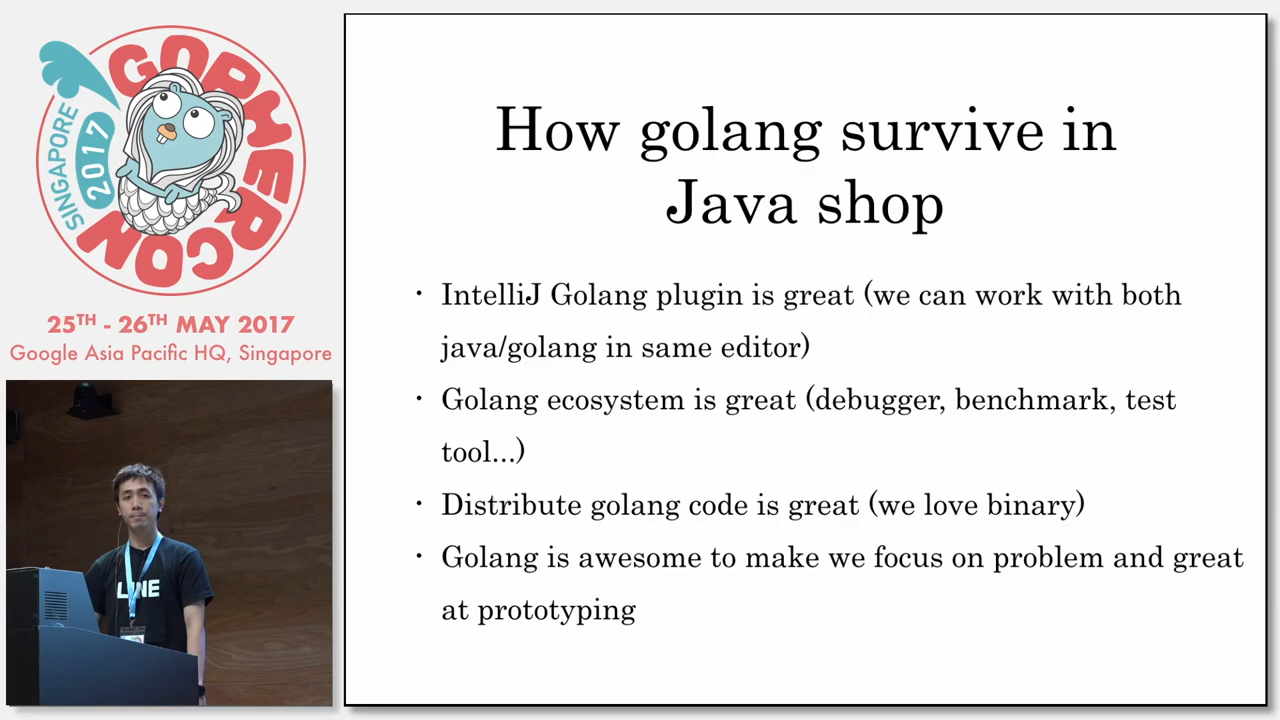 GOPHERCON
SINGAPORE
2017
25TH - 26TH MAY 2017
Google Asia Pacific HQ, Singapore
LINE
How golang survive in
Java shop
· IntelliJ Golang plugin is great (we can work with both
java/golang in same editor)
· Golang ecosystem is great (debugger, benchmark, test
tool...)
· Distribute golang code is great (we love binary)
· Golang is awesome to make we focus on problem and great
at prototyping